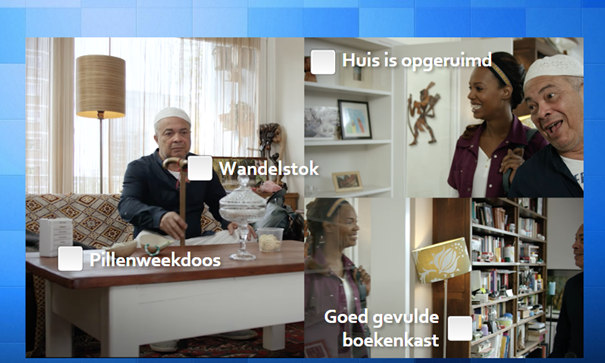 Huis is opgeruimd
Wandelstok
Pillenweekdoos
Goed gevulde
boekenkast